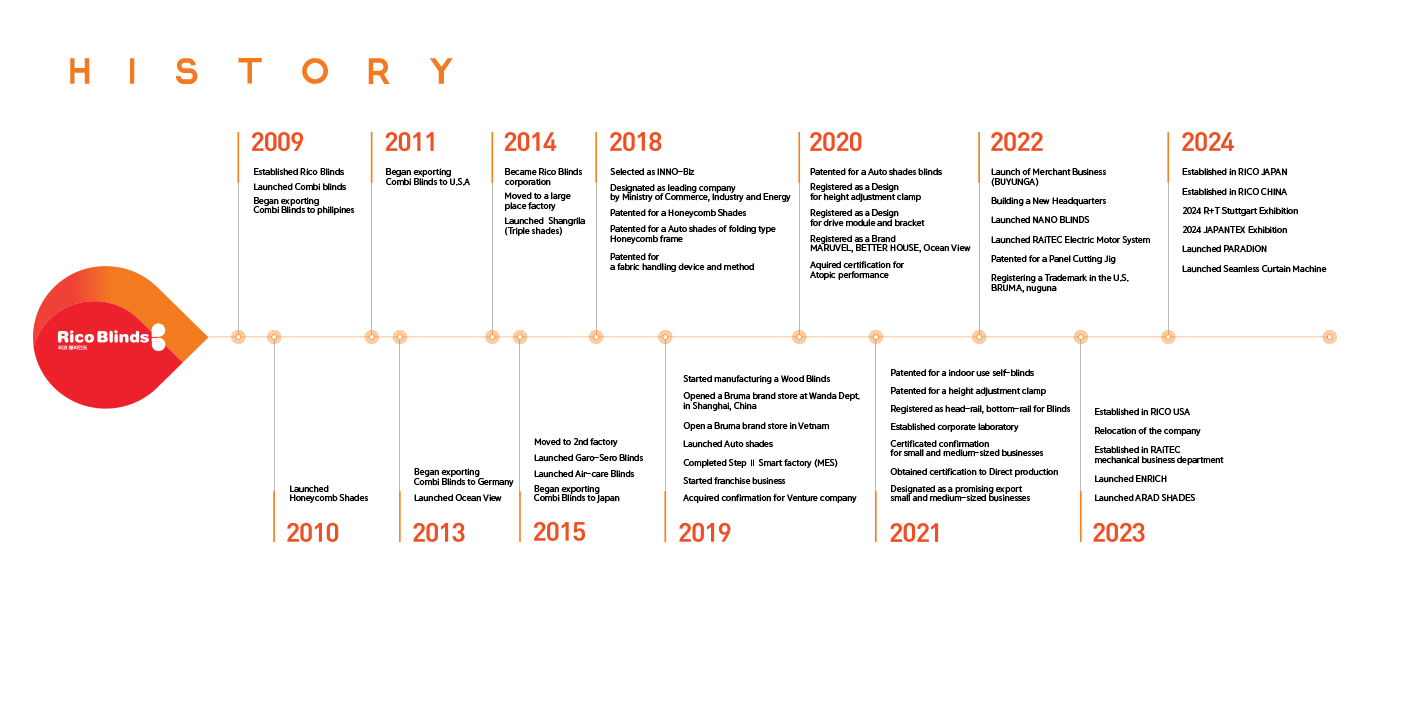 HISTORY
2009
Established Rico Blinds
Launched Combi blinds
Began exporting
Combi Blinds to philipines
2011
Began exporting
Combi Blinds to U.S.A
2014
Became Rico Blinds
corporation
Moved to a large
place factory
Launched Shangrila
(Triple shades)
2018
Selected as INNO-Biz
Designated as leading company
by Ministry of Commerce, Industry and Energy
Patented for a Honeycomb Shades
Patented for a Auto shades of folding type
Honeycomb frame
Patented for
a fabric handling device and method
2020
Patented for a Auto shades blinds
Registered as a Design
for height adjustment clamp
Registered as a Design
for drive module and bracket
Registered as a Brand
MARUVEL, BETTER HOUSE, Ocean View
Aquired certification for
Atopic performance
2022
Launch of Merchant Business
(BUYUNGA)
Building a New Headquarters
Launched NANO BLINDS
Launched RAiTEC Electric Motor System
Patented for a Panel Cutting Jig
Registering a Trademark in the U.S.
BRUMA, nuguna
2024
Established in RICO JAPAN
Established in RICO CHINA
2024 R+T Stuttgart Exhibition
2024 JAPANTEX Exhibition
Launched PARADION
Launched Seamless Curtain Machine
Rico Blinds
리코 블라인드
Launched
Honeycomb Shades
2010
Began exporting
Combi Blinds to Germany
Launched Ocean View
2013
Moved to 2nd factory
Launched Garo-Sero Blinds
Launched Air-care Blinds
Began exporting
Combi Blinds to Japan
2015
Started manufacturing a Wood Blinds
Opened a Bruma brand store at Wanda Dept.
in Shanghai, China
Open a Bruma brand store in Vetnam
Launched Auto shades
Completed Step Ⅱ Smart factory (MES)
Started franchise business
Acquired confirmation for Venture company
2019
Patented for a indoor use self-blinds
Patented for a height adjustment clamp
Registered as head-rail, bottom-rail for Blinds
Established corporate laboratory
Certificated confirmation
for small and medium-sized businesses
Obtained certification to Direct production
Designated as a promising export
small and medium-sized businesses
2021
Established in RICO USA
Relocation of the company
Established in RAiTEC
mechanical business department
Launched ENRICH
Launched ARAD SHADES
2023